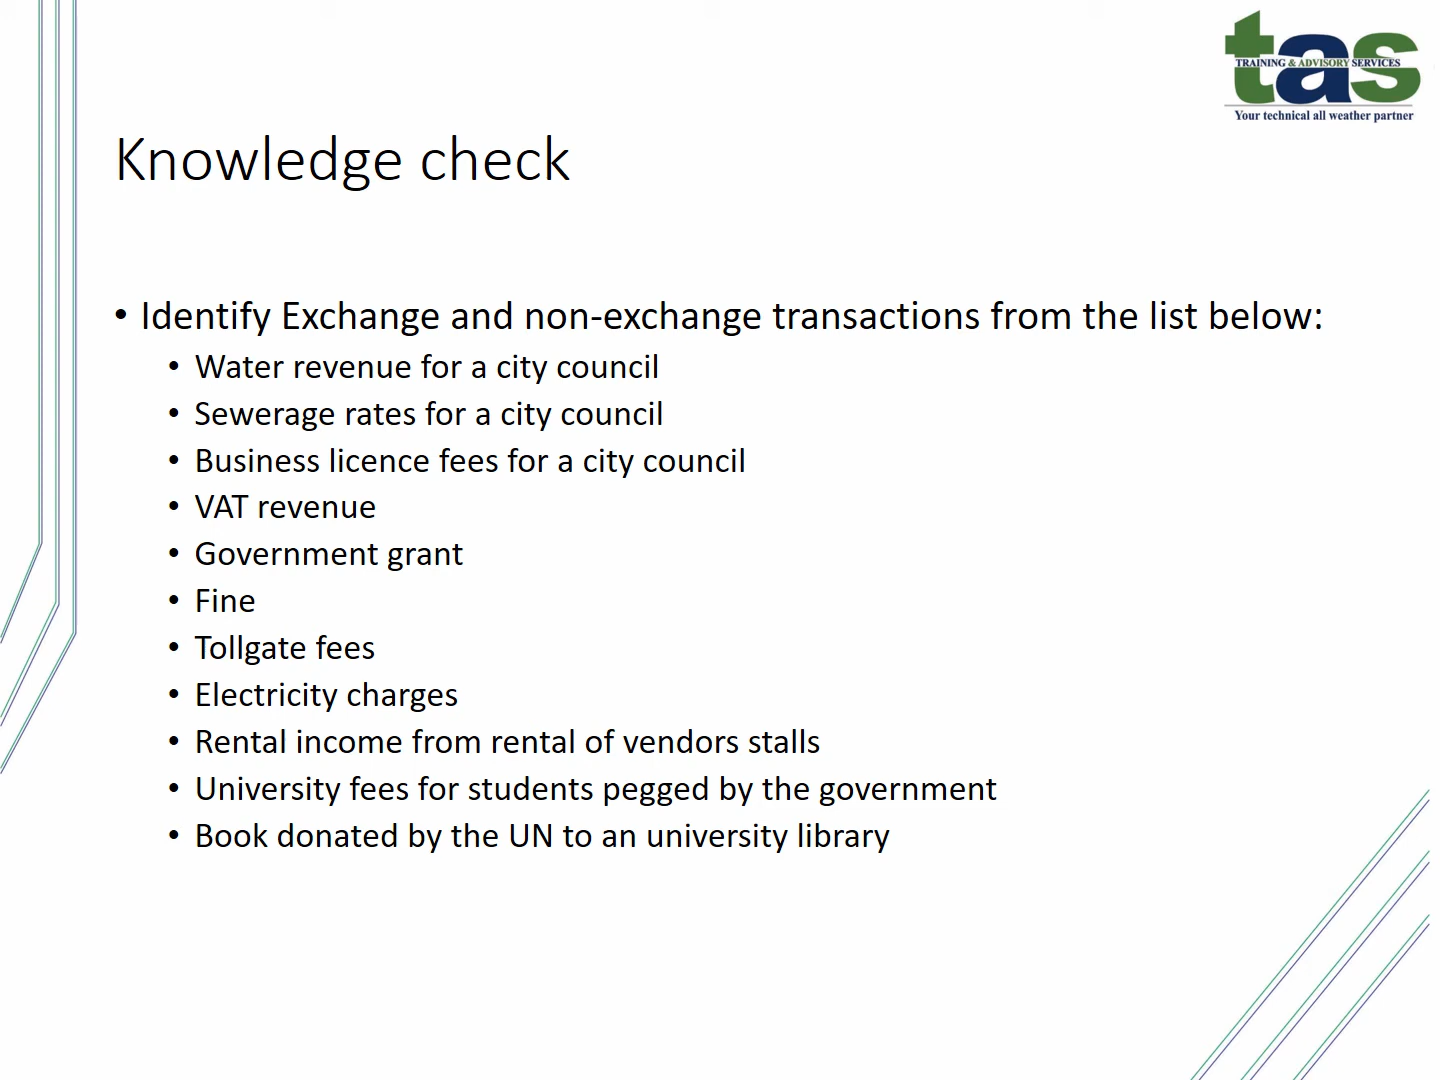 tas
TRAINING & ADVISORY SERVICES
Your technical all weather partner
Knowledge check
• Identify Exchange and non-exchange transactions from the list below:
• Water revenue for a city council
• Sewerage rates for a city council
• Business licence fees for a city council
• VAT revenue
• Government grant
• Fine
• Tollgate fees
• Electricity charges
• Rental income from rental of vendors stalls
• University fees for students pegged by the government
• Book donated by the UN to an university library